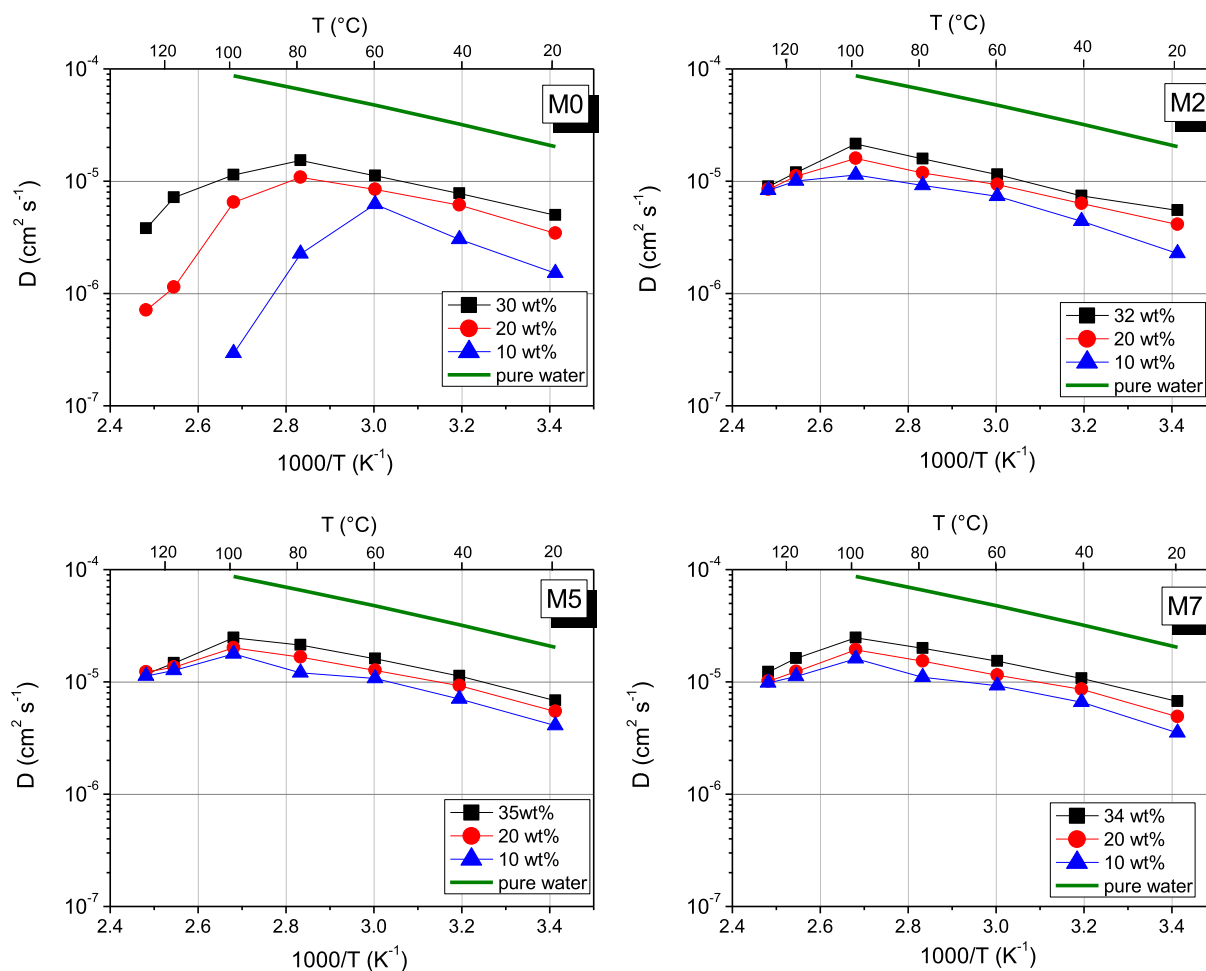 T (°C)
120 100 80 60 40 20
10⁻⁴
10⁻⁵
10⁻⁶
10⁻⁷
D (cm² s⁻¹)
M0
30 wt%
20 wt%
10 wt%
pure water
2.4 2.6 2.8 3.0 3.2 3.4
1000/T (K⁻¹)
T (°C)
120 100 80 60 40 20
10⁻⁴
10⁻⁵
10⁻⁶
10⁻⁷
D (cm² s⁻¹)
M2
32 wt%
20 wt%
10 wt%
pure water
2.4 2.6 2.8 3.0 3.2 3.4
1000/T (K⁻¹)
T (°C)
120 100 80 60 40 20
10⁻⁴
10⁻⁵
10⁻⁶
10⁻⁷
D (cm² s⁻¹)
M5
35wt%
20 wt%
10 wt%
pure water
2.4 2.6 2.8 3.0 3.2 3.4
1000/T (K⁻¹)
T (°C)
120 100 80 60 40 20
10⁻⁴
10⁻⁵
10⁻⁶
10⁻⁷
D (cm² s⁻¹)
M7
34 wt%
20 wt%
10 wt%
pure water
2.4 2.6 2.8 3.0 3.2 3.4
1000/T (K⁻¹)